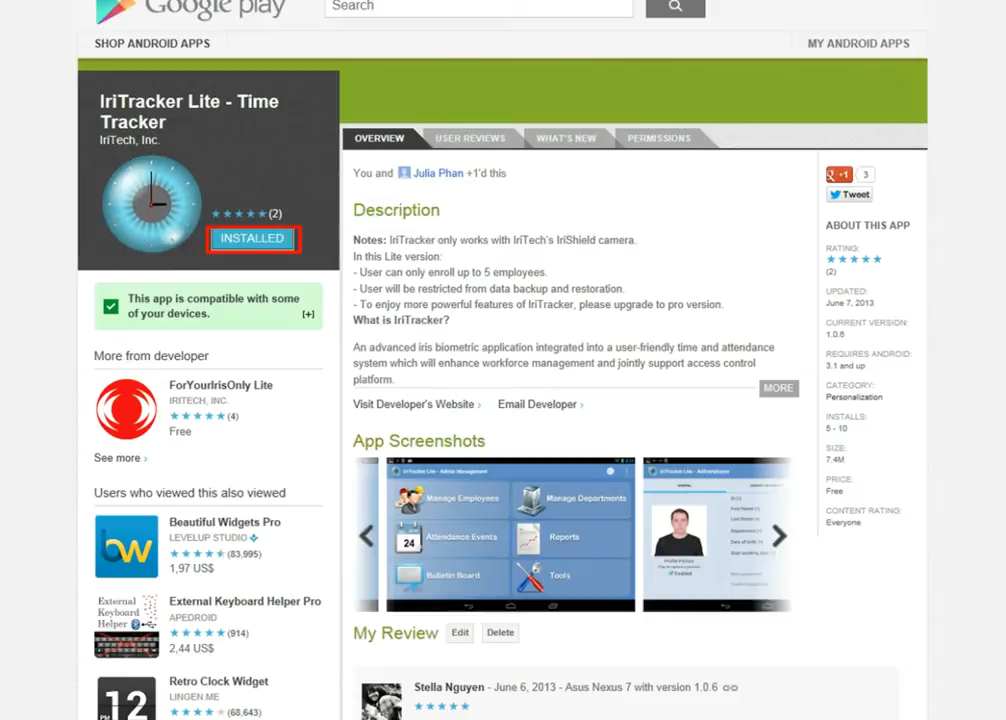 Google play
Search
SHOP ANDROID APPS
MY ANDROID APPS
IriTracker Lite - Time
Tracker
IriTech, Inc.
(2)
INSTALLED
OVERVIEW
USER REVIEWS
WHAT'S NEW
PERMISSIONS
This app is compatible with some
of your devices.
[+]
More from developer
ForYourIrisOnly Lite
IRITECH, INC.
(4)
Free
See more ›
Users who viewed this also viewed
Beautiful Widgets Pro
LEVELUP STUDIO
(83,995)
1,97 US$
External
Keyboard
Helper
External Keyboard Helper Pro
APEDROID
(914)
2,44 US$
12
PM
Retro Clock Widget
LINGEN.ME
(68,643)
You and Julia Phan +1'd this
Description
Notes: IriTracker only works with IriTech's IriShield camera.
In this Lite version:
- User can only enroll up to 5 employees.
- User will be restricted from data backup and restoration.
- To enjoy more powerful features of IriTracker, please upgrade to pro version.
What is IriTracker?
An advanced iris biometric application integrated into a user-friendly time and attendance
system which will enhance workforce management and jointly support access control
platform.
MORE
Visit Developer's Website ›
Email Developer ›
App Screenshots
IriTracker Lite - Admin Management
Manage Employees
Manage Departments
24
Attendance Events
Reports
Bulletin Board
Tools
My Review
Edit
Delete
Stella Nguyen - June 6, 2013 - Asus Nexus 7 with version 1.0.6
+1
3
Tweet
ABOUT THIS APP
RATING:
(2)
UPDATED:
June 7, 2013
CURRENT VERSION:
1.0.6
REQUIRES ANDROID:
3.1 and up
CATEGORY:
Personalization
INSTALLS:
5 - 10
SIZE:
7.4M
PRICE:
Free
CONTENT RATING:
Everyone